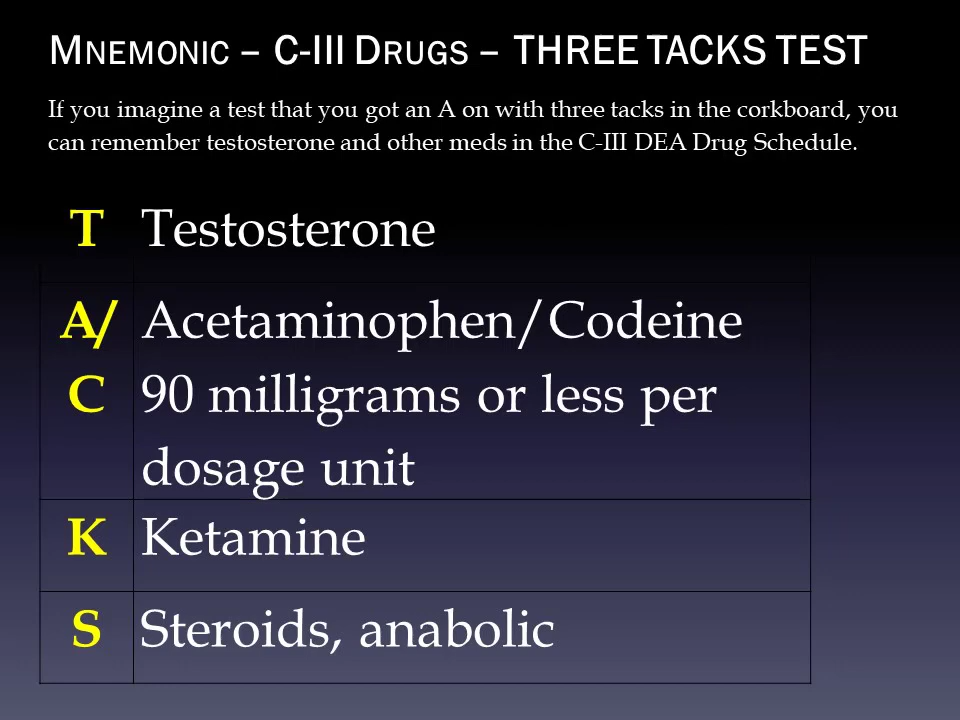 MNEMONIC – C-III DRUGS – THREE TACKS TEST
If you imagine a test that you got an A on with three tacks in the corkboard, you
can remember testosterone and other meds in the C-III DEA Drug Schedule.
T Testosterone
A/ Acetaminophen/Codeine
C 90 milligrams or less per
dosage unit
K Ketamine
S Steroids, anabolic